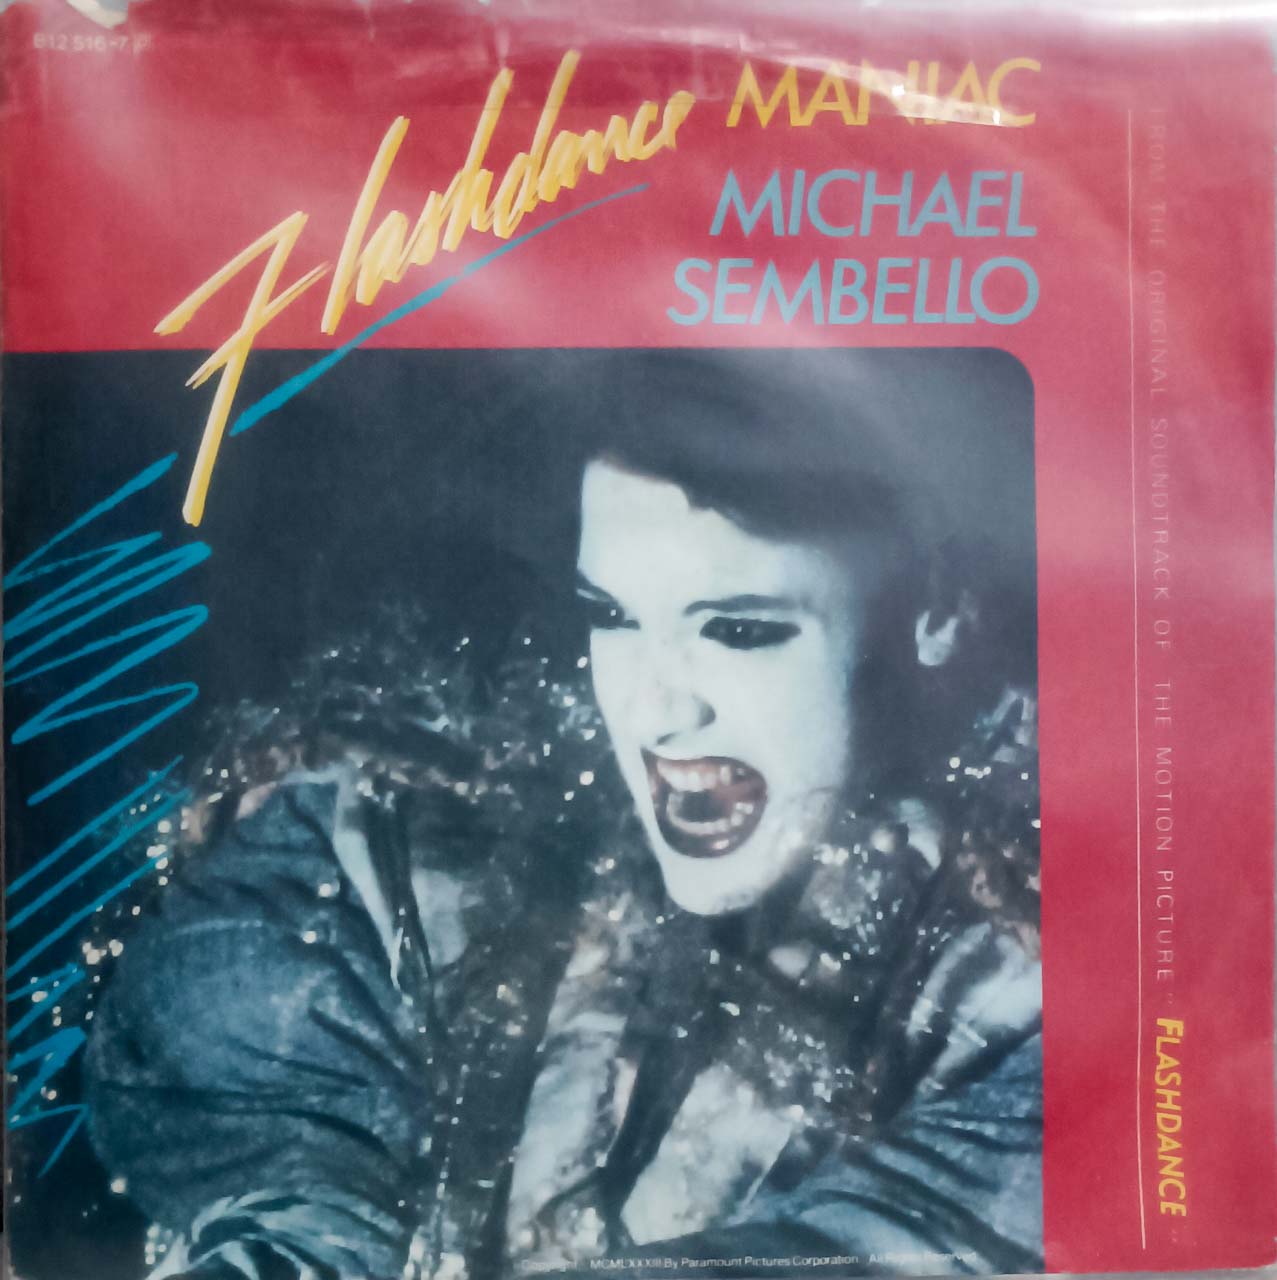 812 516-7
Flashdance
MANIAC
MICHAEL
SEMBELLO
FROM THE ORIGINAL SOUNDTRACK OF THE MOTION PICTURE "FLASHDANCE"
Copyright MCMLXXXIII By Paramount Pictures Corporation. All Rights Reserved